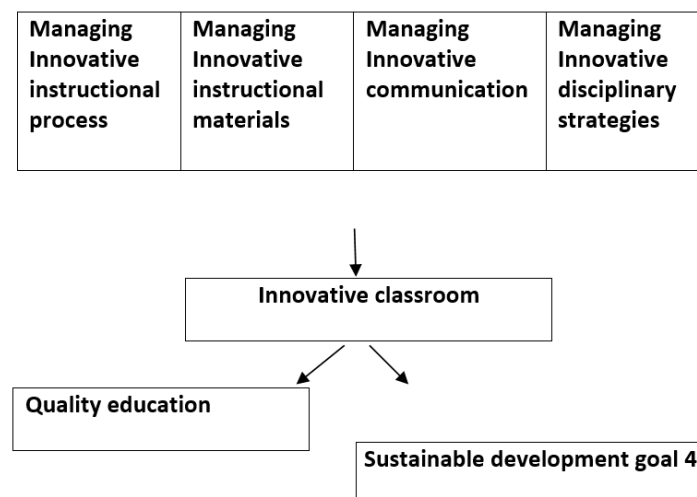 Managing
Innovative
instructional
process
Managing
Innovative
instructional
materials
Managing
Innovative
communication
Managing
Innovative
disciplinary
strategies
Innovative classroom
Quality education
Sustainable development goal 4